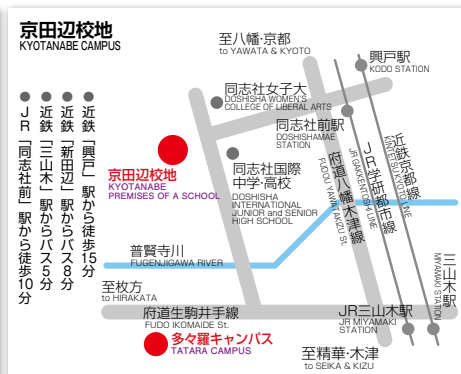 京田辺校地
KYOTANABE CAMPUS
●近鉄「興戸」駅から徒歩15分
●近鉄「新田辺」駅からバス8分
●近鉄「三山木」駅からバス5分
●JR「同志社前」駅から徒歩10分
至八幡・京都
to YAWATA & KYOTO
興戸駅
KODO STATION
同志社女子大
DOSHISHA WOMEN'S
COLLEGE OF LIBERAL ARTS
同志社前駅
DOSHISHAMAE
STATION
京田辺校地
KYOTANABE
PREMISES OF A SCHOOL
同志社国際
中学・高校
DOSHISHA
INTERNATIONAL
JUNIOR and SENIOR
HIGH SCHOOL
府道八幡木津線
FUDOU YAWATAKIZU St.
JR学研都市線
JR GAKKENTOSHI LINE
近鉄京都線
KINTETSU KYOTO LINE
普賢寺川
FUGENJIGAWA RIVER
三山木駅
MIYAMAKI STATION
至枚方
to HIRAKATA
府道生駒井手線
FUDO IKOMAIDE St.
JR三山木駅
JR MIYAMAKI
STATION
多々羅キャンパス
TATARA CAMPUS
至精華・木津
to SEIKA & KIZU